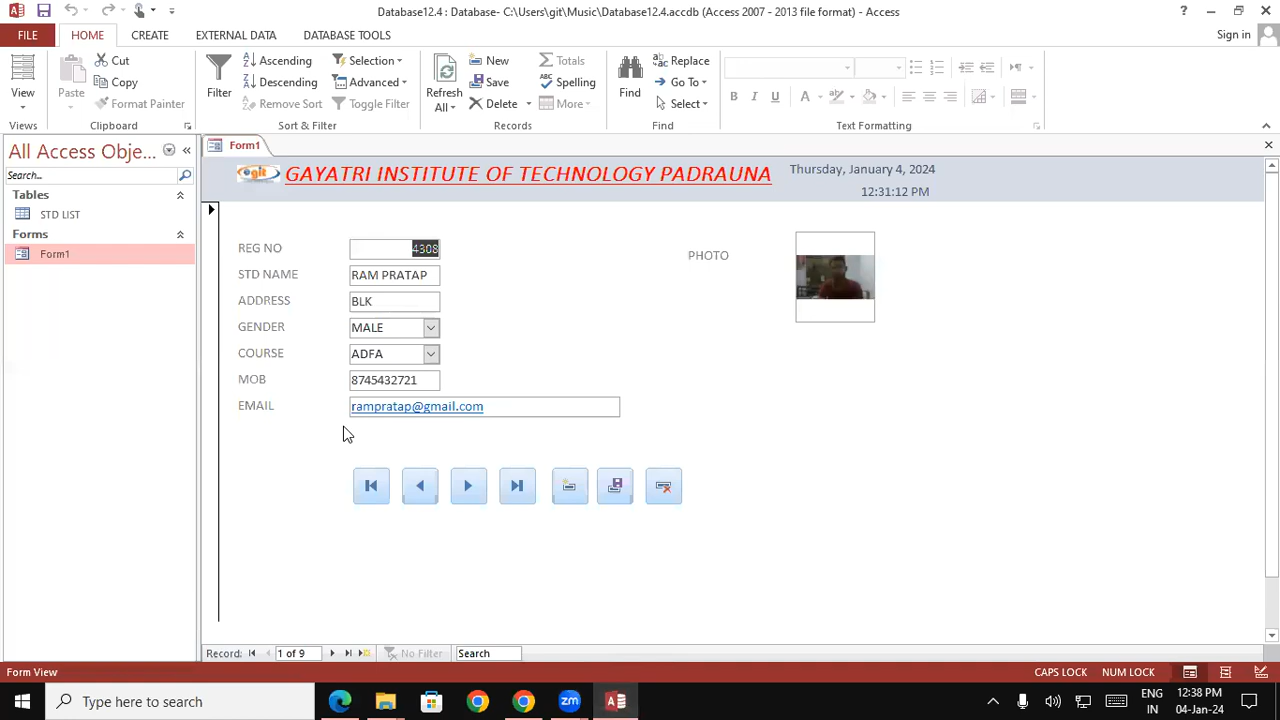 Database12.4 : Database- C:\Users\git\Music\Database12.4.accdb (Access 2007 - 2013 file format) - Access
?
FILE HOME CREATE EXTERNAL DATA DATABASE TOOLS Sign in
View
Views
Paste
Cut
Copy
Format Painter
Clipboard
Filter
Ascending
Descending
Remove Sort
Selection
Advanced
Toggle Filter
Sort & Filter
Refresh
All
New
Save
Delete
Totals
Spelling
More
Records
Find
Replace
Go To
Select
Find
B I U A
Text Formatting
All Access Obje...
Search...
Tables
STD LIST
Forms
Form1
Form1
git
GAYATRI INSTITUTE OF TECHNOLOGY PADRAUNA
Thursday, January 4, 2024
12:31:12 PM
REG NO 4308
STD NAME RAM PRATAP
ADDRESS BLK
GENDER MALE
COURSE ADFA
MOB 8745432721
EMAIL rampratap@gmail.com
PHOTO
Record: 1 of 9 No Filter Search
Form View CAPS LOCK NUM LOCK
Type here to search
zm
ENG
IN
12:38 PM
04-Jan-24